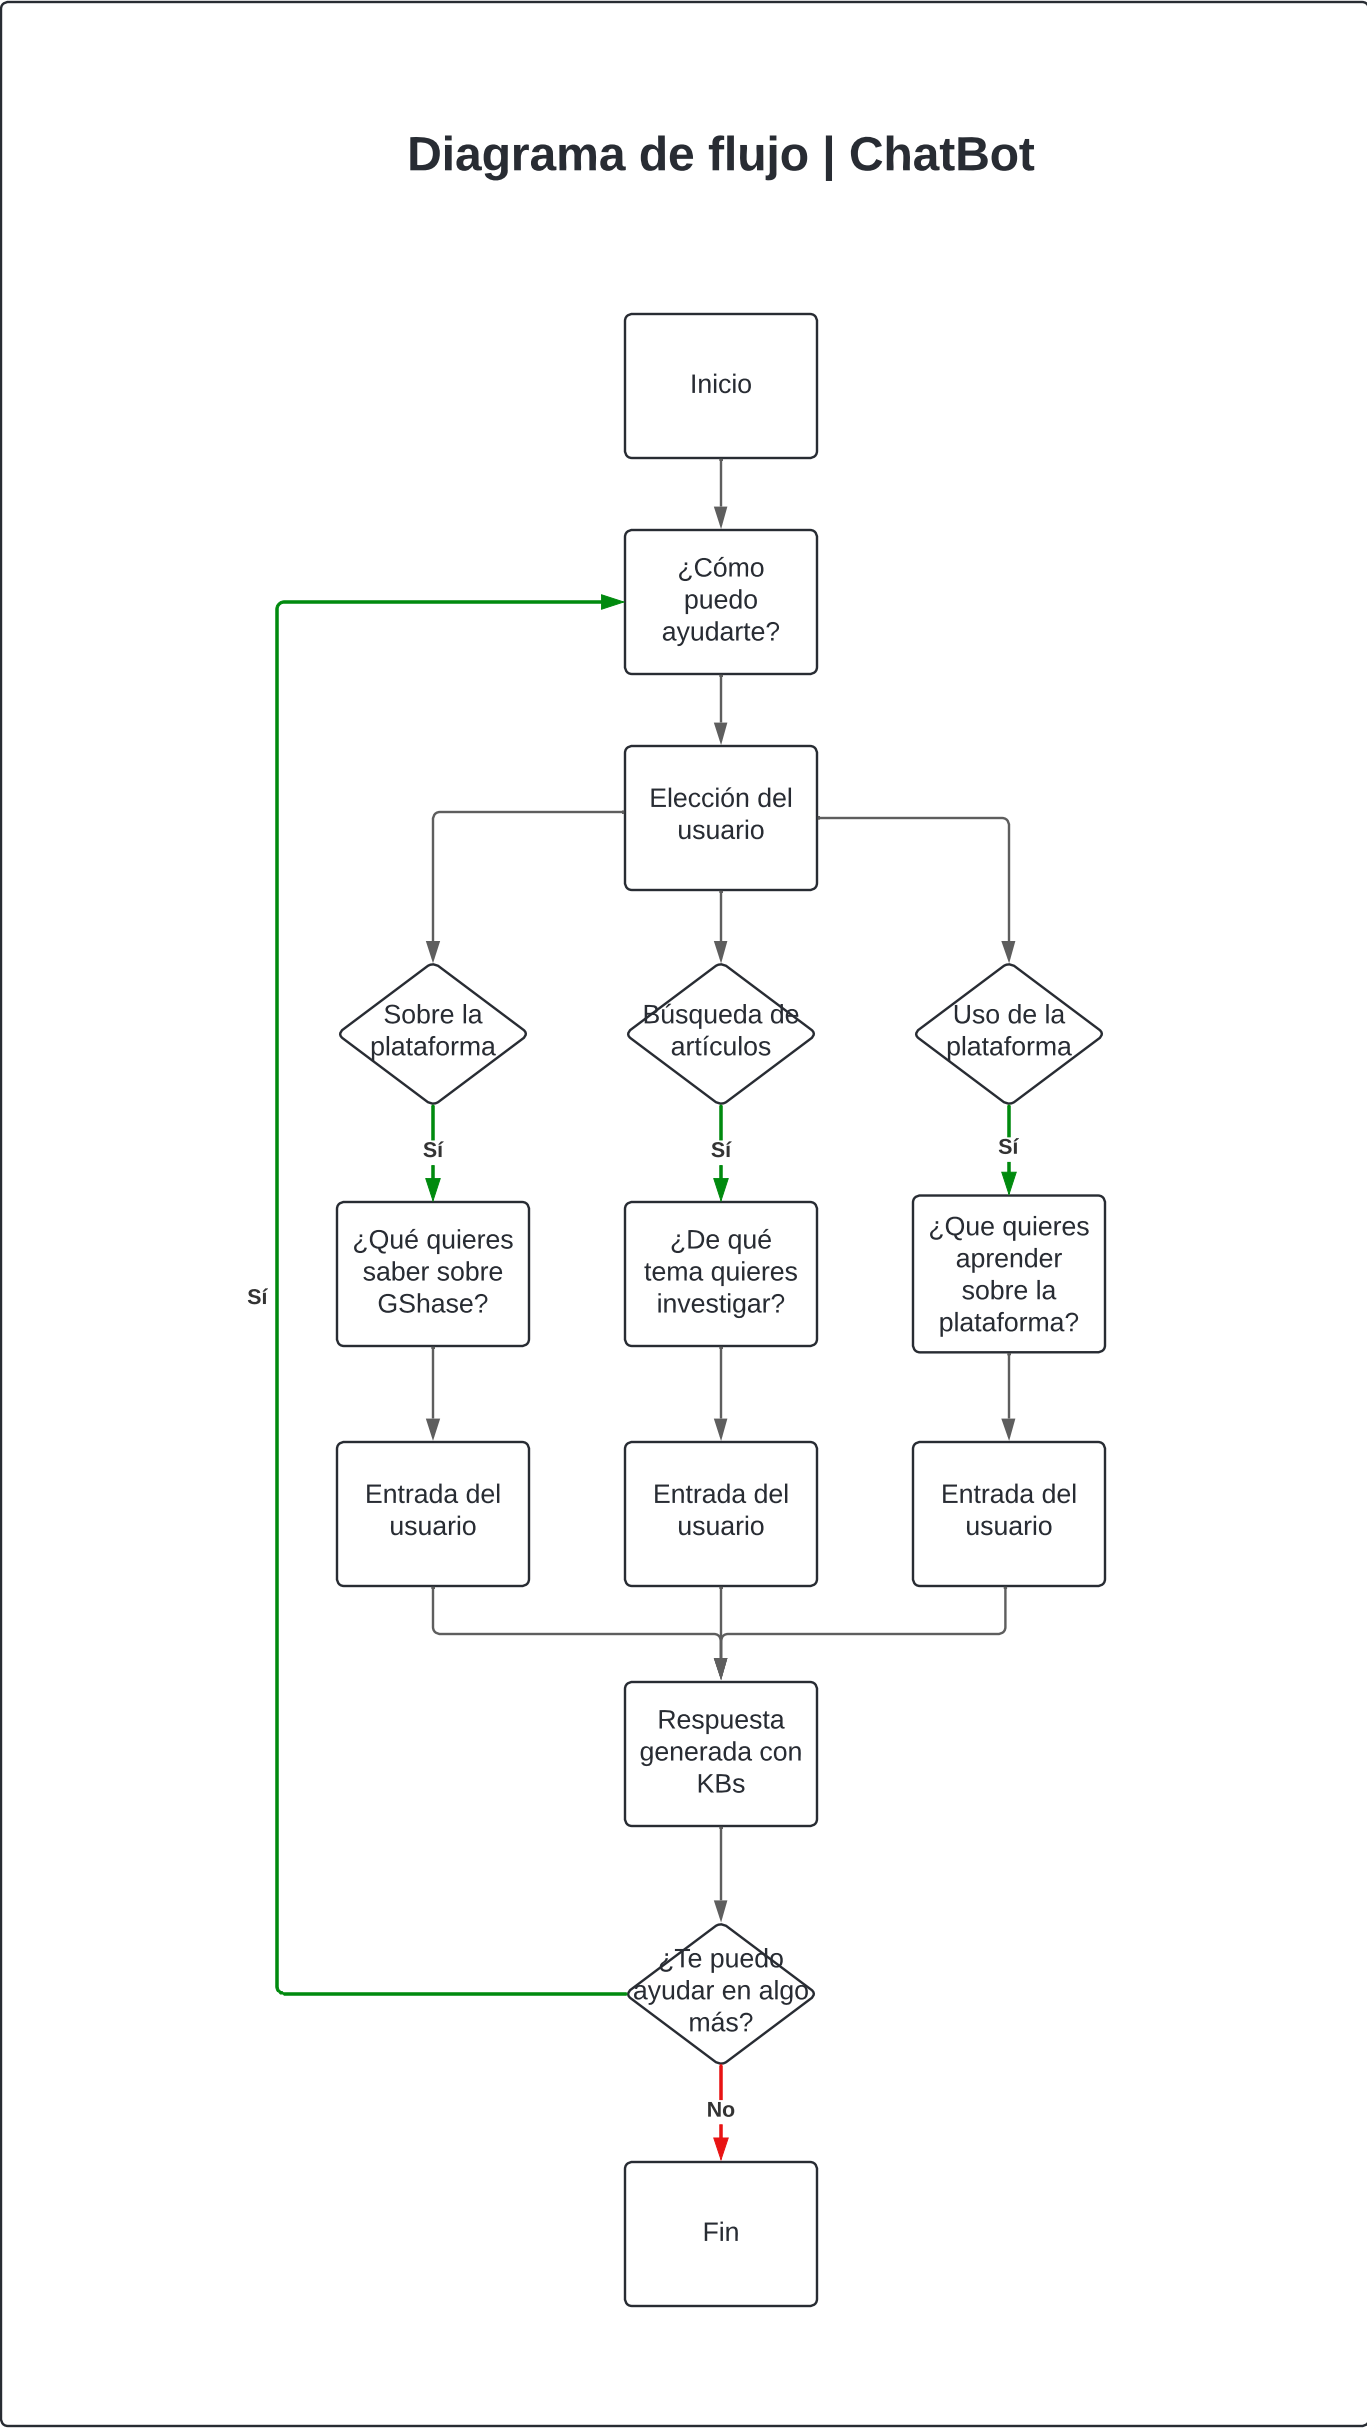 Diagrama de flujo | ChatBot
Inicio
¿Cómo
puedo
ayudarte?
Elección del
usuario
Sobre la
plataforma
Búsqueda de
artículos
Uso de la
plataforma
Sí
Sí
Sí
¿Qué quieres
saber sobre
GShase?
¿De qué
tema quieres
investigar?
¿Que quieres
aprender
sobre la
plataforma?
Sí
Entrada del
usuario
Entrada del
usuario
Entrada del
usuario
Respuesta
generada con
KBs
¿Te puedo
ayudar en algo
más?
No
Fin